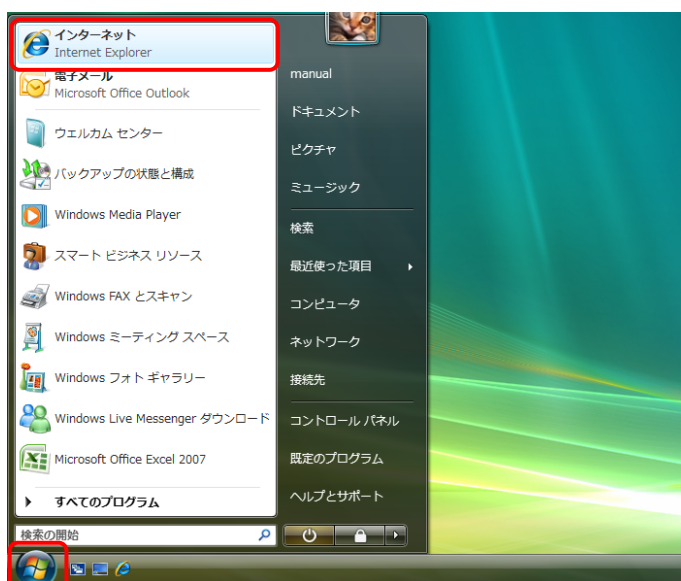 インターネット
Internet Explorer
電子メール
Microsoft Office Outlook
ウェルカム センター
バックアップの状態と構成
Windows Media Player
スマート ビジネス リソース
Windows FAX とスキャン
Windows ミーティング スペース
Windows フォト ギャラリー
Windows Live Messenger ダウンロード
Microsoft Office Excel 2007
すべてのプログラム
検索の開始
manual
ドキュメント
ピクチャ
ミュージック
検索
最近使った項目
コンピュータ
ネットワーク
接続先
コントロール パネル
既定のプログラム
ヘルプとサポート